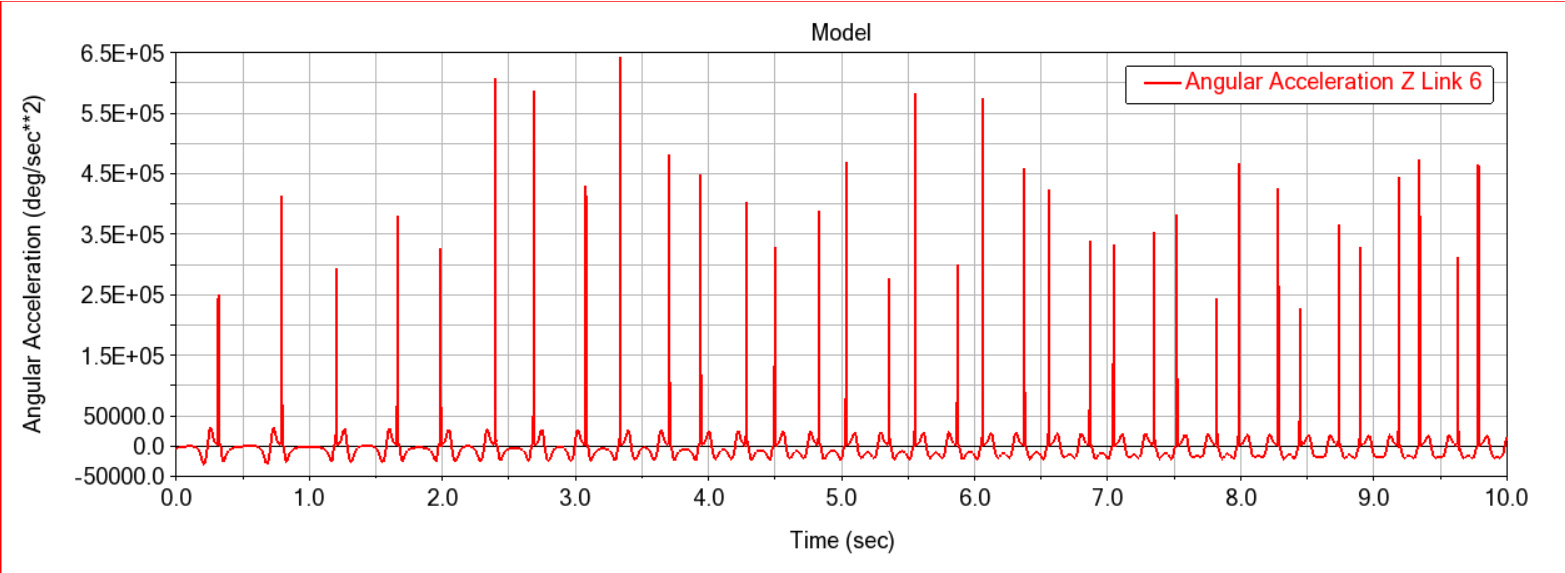 Model
6.5E+05
5.5E+05
4.5E+05
3.5E+05
2.5E+05
1.5E+05
50000.0
0.0
-50000.0
Angular Acceleration (deg/sec**2)
Angular Acceleration Z Link 6
0.0 1.0 2.0 3.0 4.0 5.0 6.0 7.0 8.0 9.0 10.0
Time (sec)